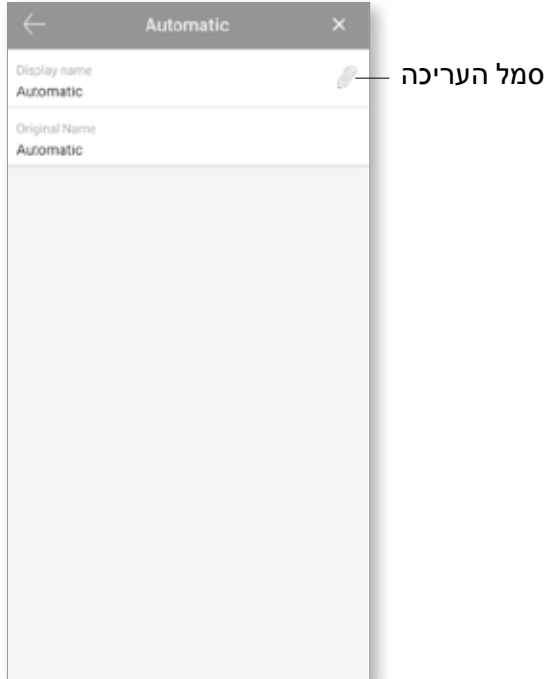 Automatic
Display name
Automatic
סמל העריכה
Original Name
Automatic